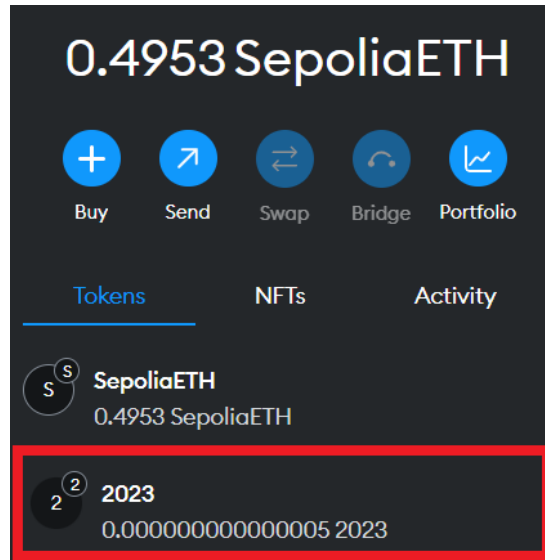 0.4953 SepoliaETH
Buy Send Swap Bridge Portfolio
Tokens NFTs Activity
S S SepoliaETH
0.4953 SepoliaETH
2 2 2023
0.000000000000005 2023